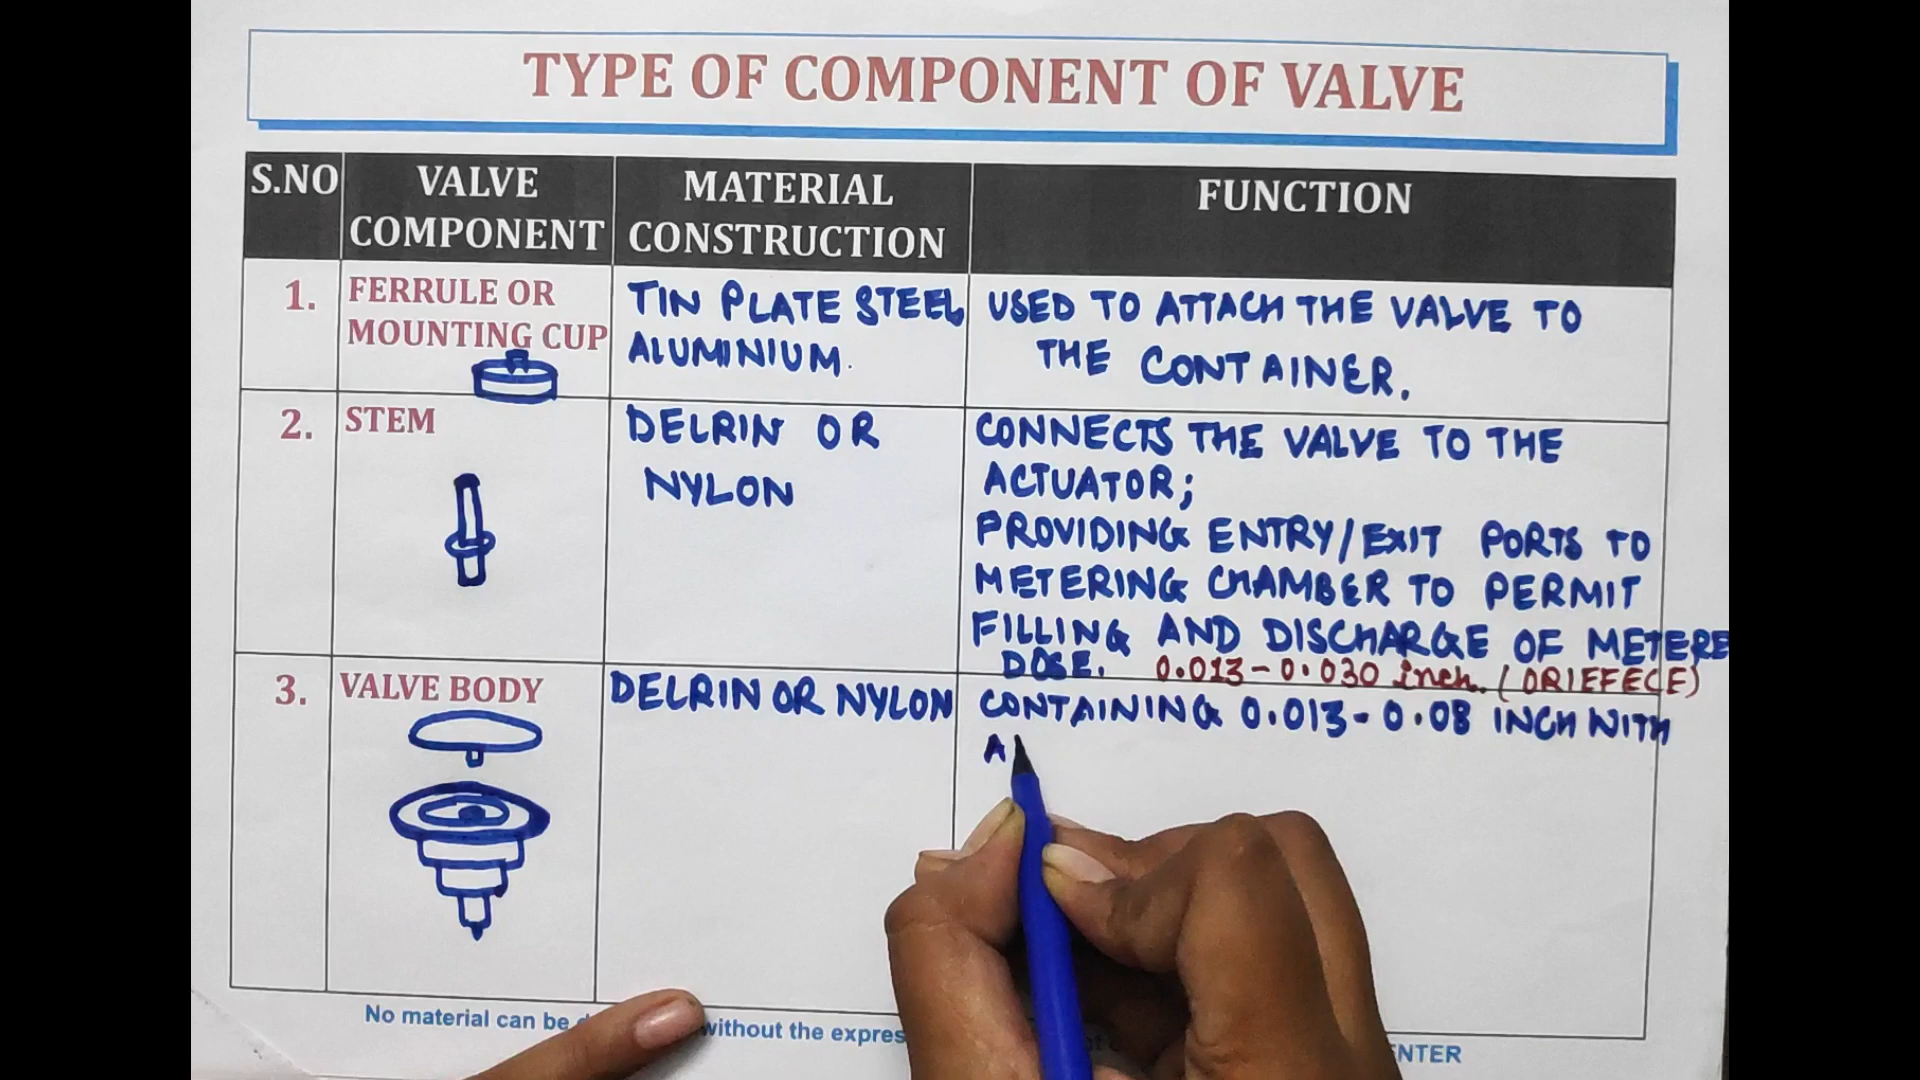 TYPE OF COMPONENT OF VALVE
S.NO
VALVE
COMPONENT
MATERIAL
CONSTRUCTION
FUNCTION
1.
FERRULE OR
MOUNTING CUP
TIN PLATE STEEL
ALUMINIUM.
USED TO ATTACH THE VALVE TO
THE CONTAINER.
2.
STEM
DELRIN OR
NYLON
CONNECTS THE VALVE TO THE
ACTUATOR;
PROVIDING ENTRY/EXIT PORTS TO
METERING CHAMBER TO PERMIT
FILLING AND DISCHARGE OF METERE
DOSE. 0.013-0.030 inch. (ORIEFECE)
3.
VALVE BODY
DELRIN OR NYLON
CONTAINING 0.013-0.08 INCH WITH
A
No material can be
without the expres
ENTER